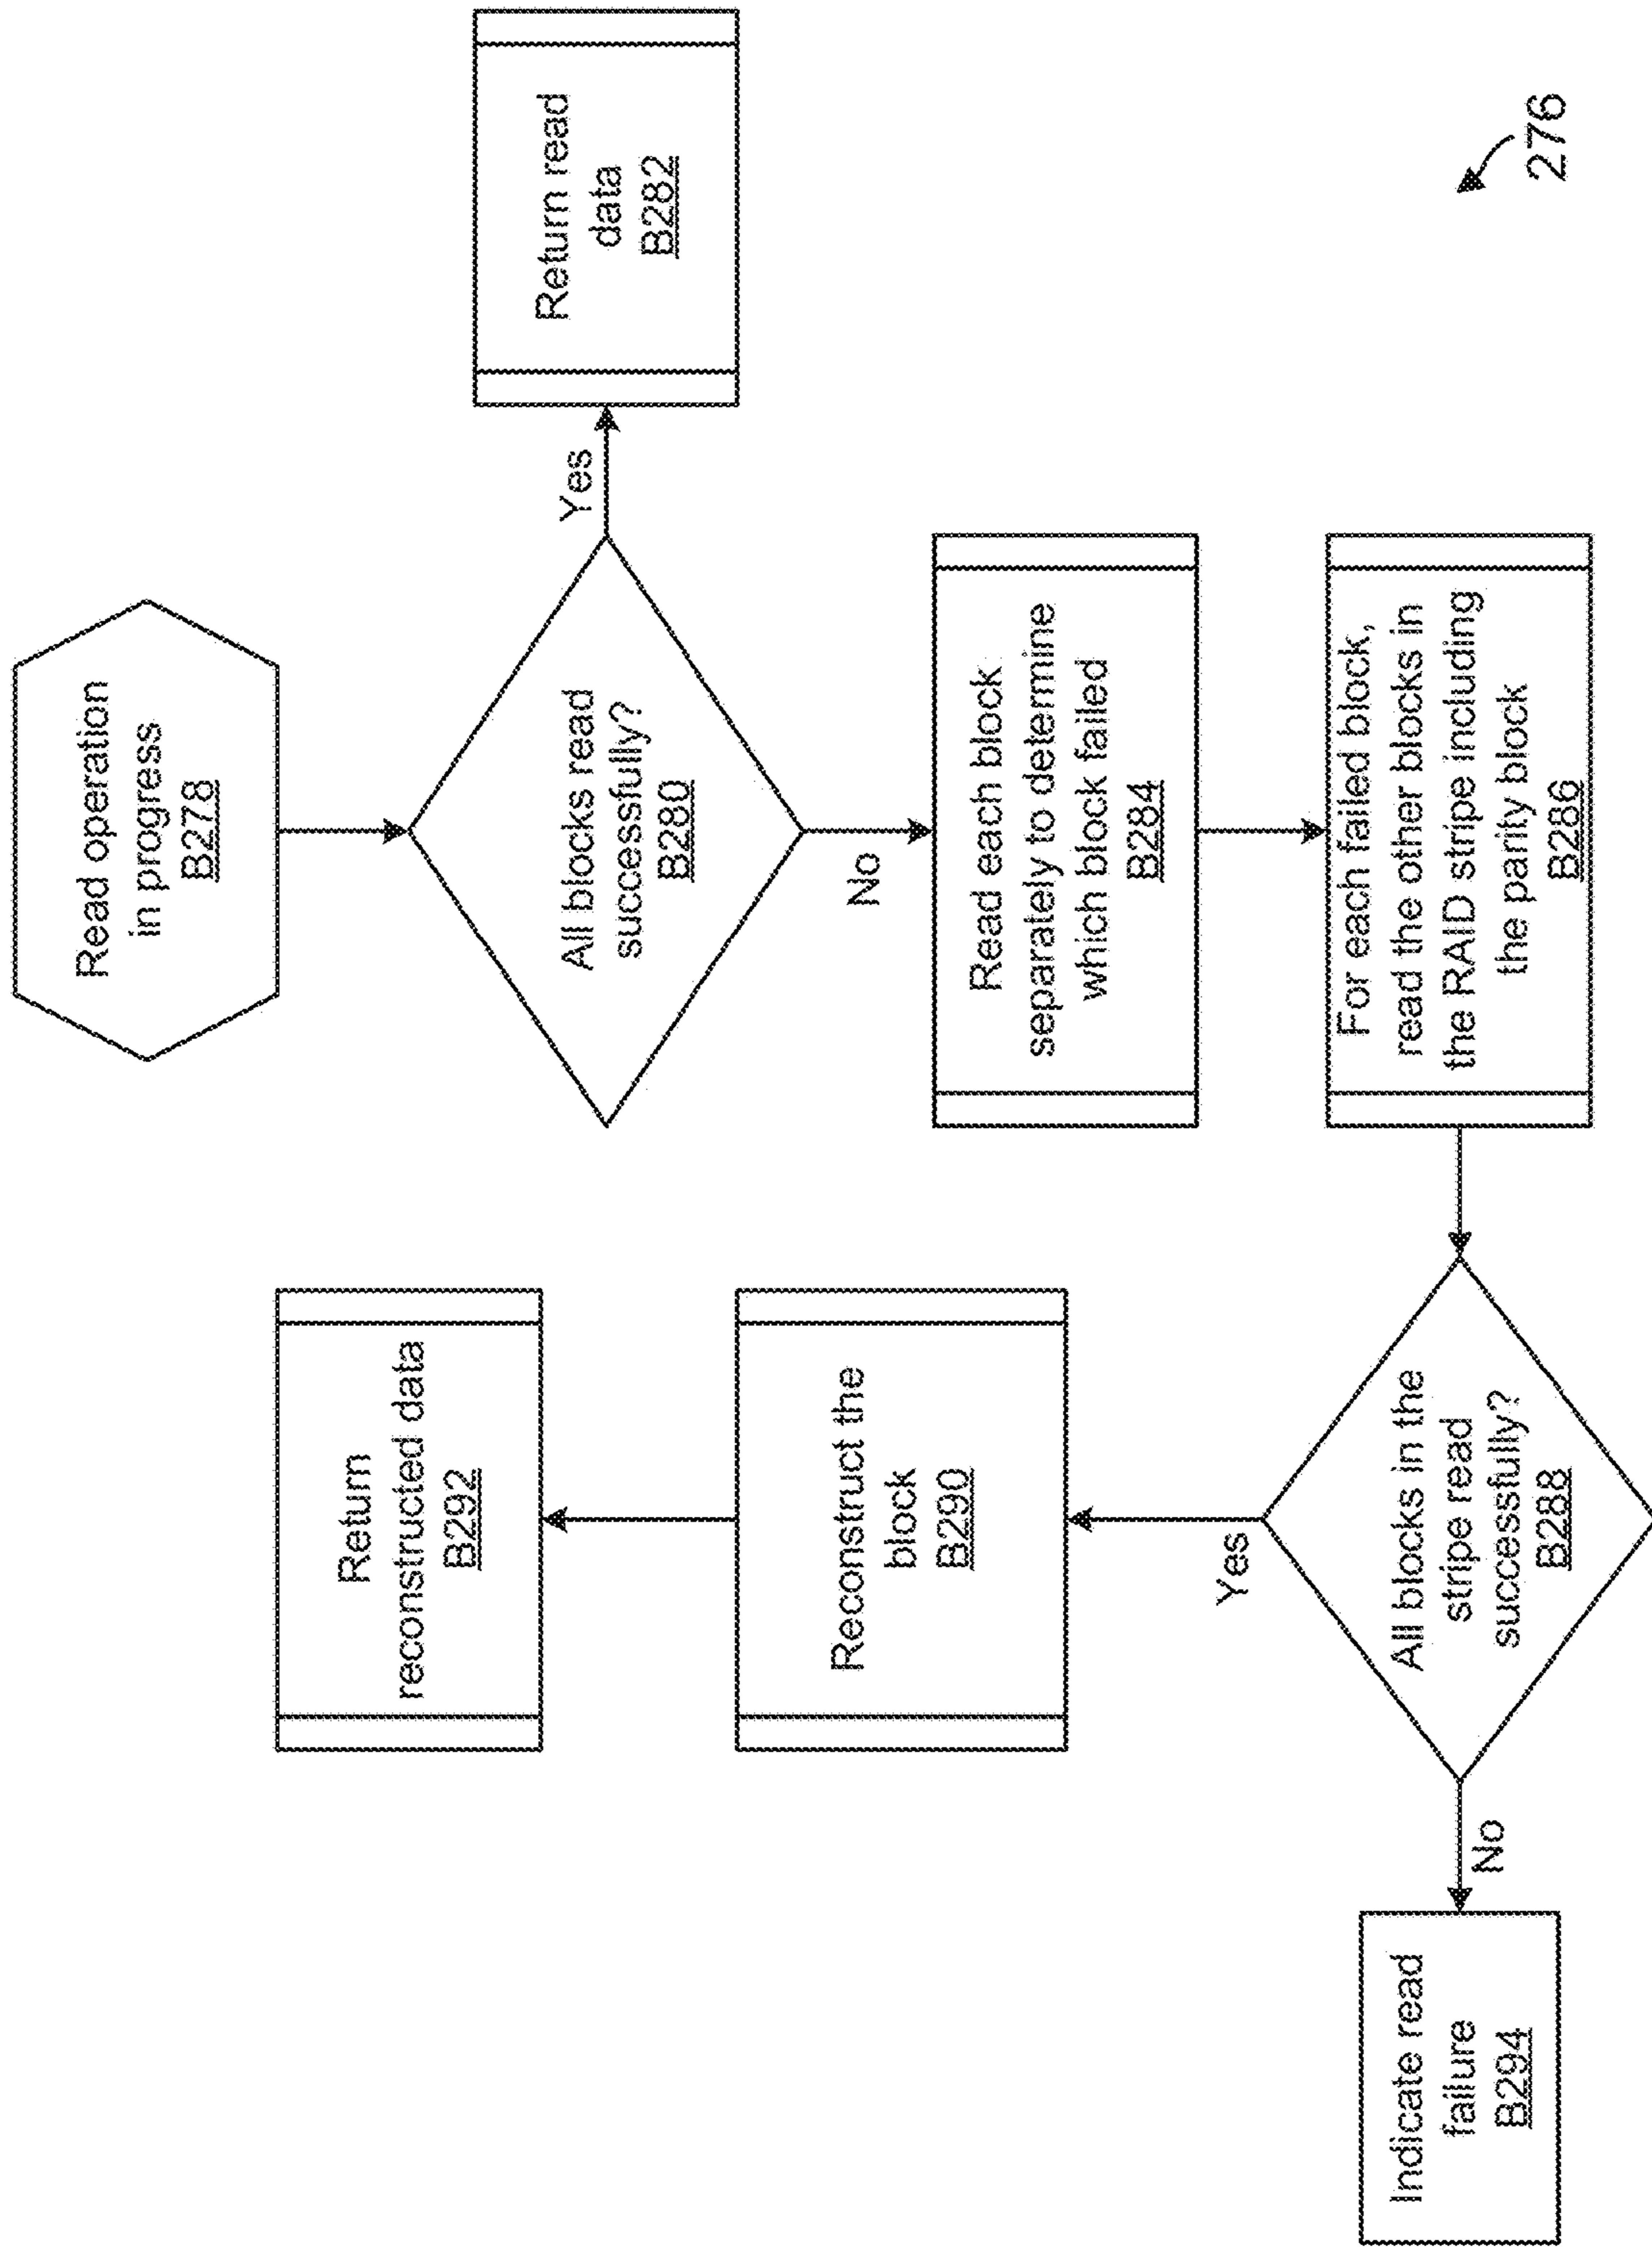 Read operation
in progress
B278
All blocks read
successfully?
B280
Yes
Return read
data
B282
No
Read each block
separately to determine
which block failed
B284
For each failed block,
read the other blocks in
the RAID stripe including
the parity block
B286
All blocks in the
stripe read
successfully?
B288
Yes
Reconstruct the
block
B290
Return
reconstructed data
B292
No
Indicate read
failure
B294
276